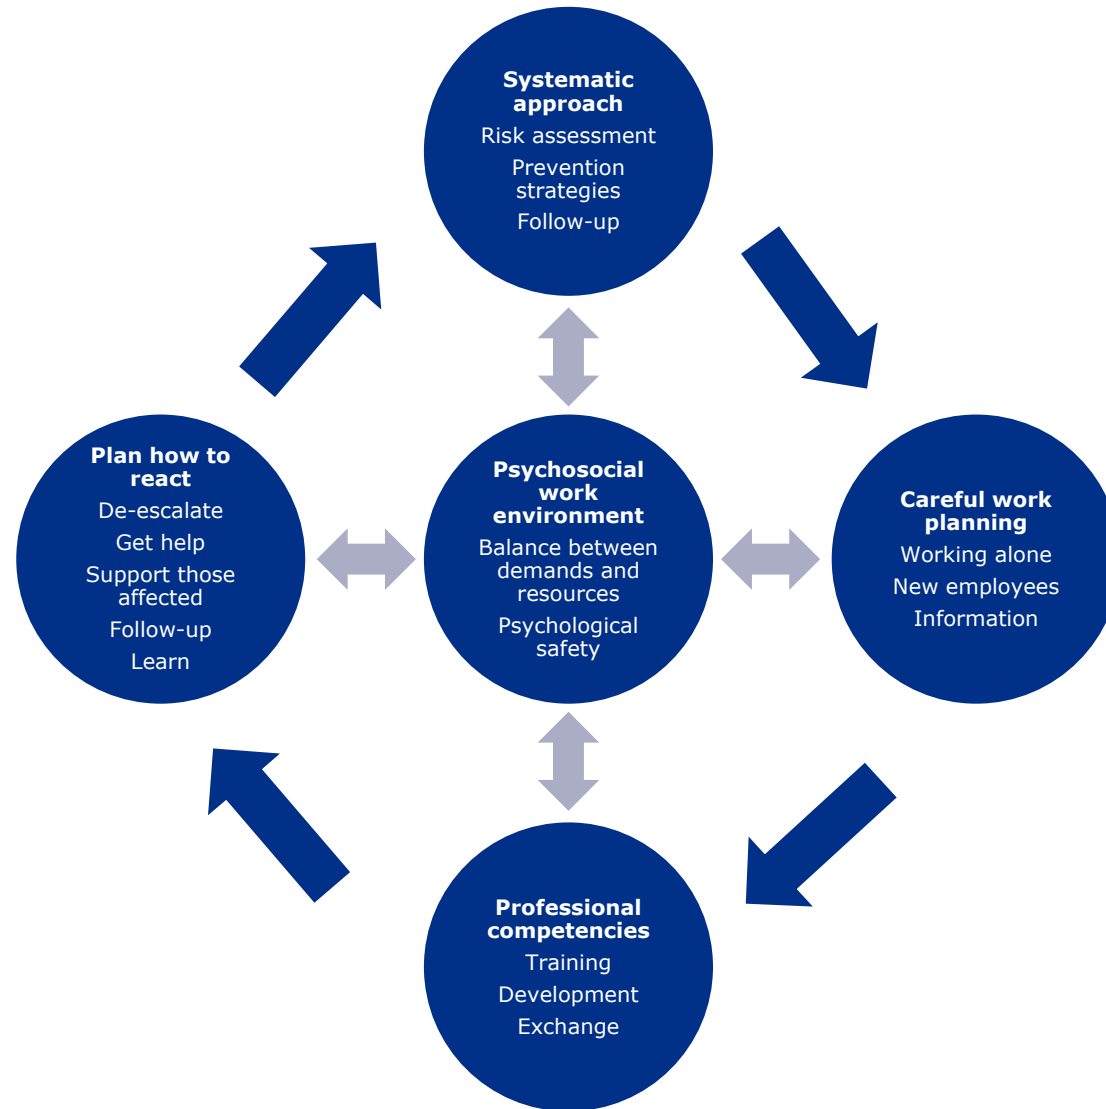 Systematic
approach
Risk assessment
Prevention
strategies
Follow-up
Plan how to
react
De-escalate
Get help
Support those
affected
Follow-up
Learn
Psychosocial
work
environment
Balance between
demands and
resources
Psychological
safety
Careful work
planning
Working alone
New employees
Information
Professional
competencies
Training
Development
Exchange